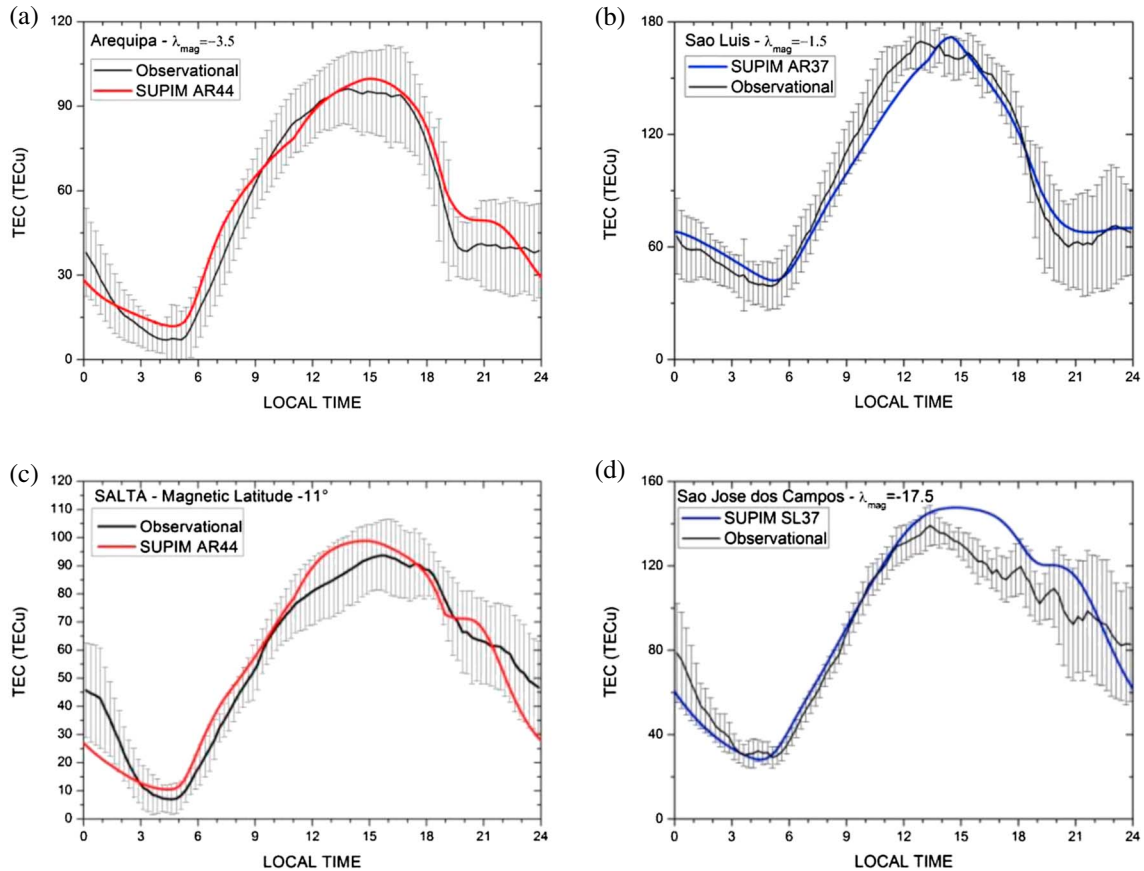 (a)
Arequipa - λmag=−3.5
Observational
SUPIM AR44
TEC (TECu)
120
90
60
30
0
0 3 6 9 12 15 18 21 24
LOCAL TIME
(b)
Sao Luis - λmag=−1.5
SUPIM AR37
Observational
TEC (TECu)
180
120
60
0
0 3 6 9 12 15 18 21 24
LOCAL TIME
(c)
SALTA - Magnetic Latitude -11°
Observational
SUPIM AR44
TEC (TECu)
120
110
100
90
80
70
60
50
40
30
20
10
0
0 3 6 9 12 15 18 21 24
LOCAL TIME
(d)
Sao Jose dos Campos - λmag=-17.5
SUPIM SL37
Observational
TEC (TECu)
160
120
80
40
0
0 3 6 9 12 15 18 21 24
LOCAL TIME